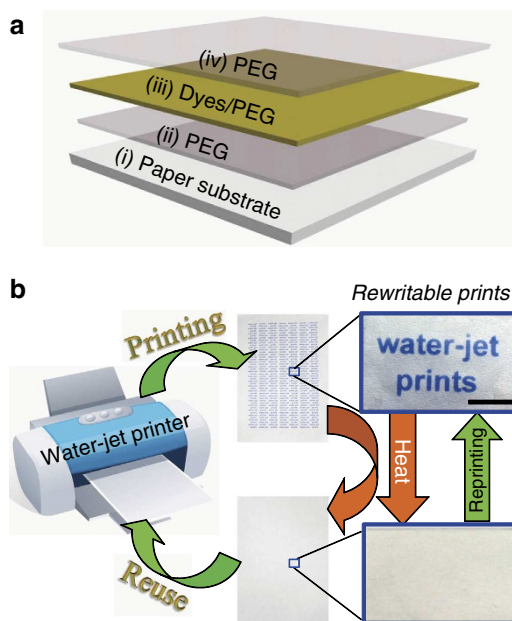 a
(iv) PEG
(iii) Dyes/PEG
(ii) PEG
(i) Paper substrate
b
Rewritable prints
Printing
water-jet
prints
Water-jet printer
Heat
Reprinting
Reuse